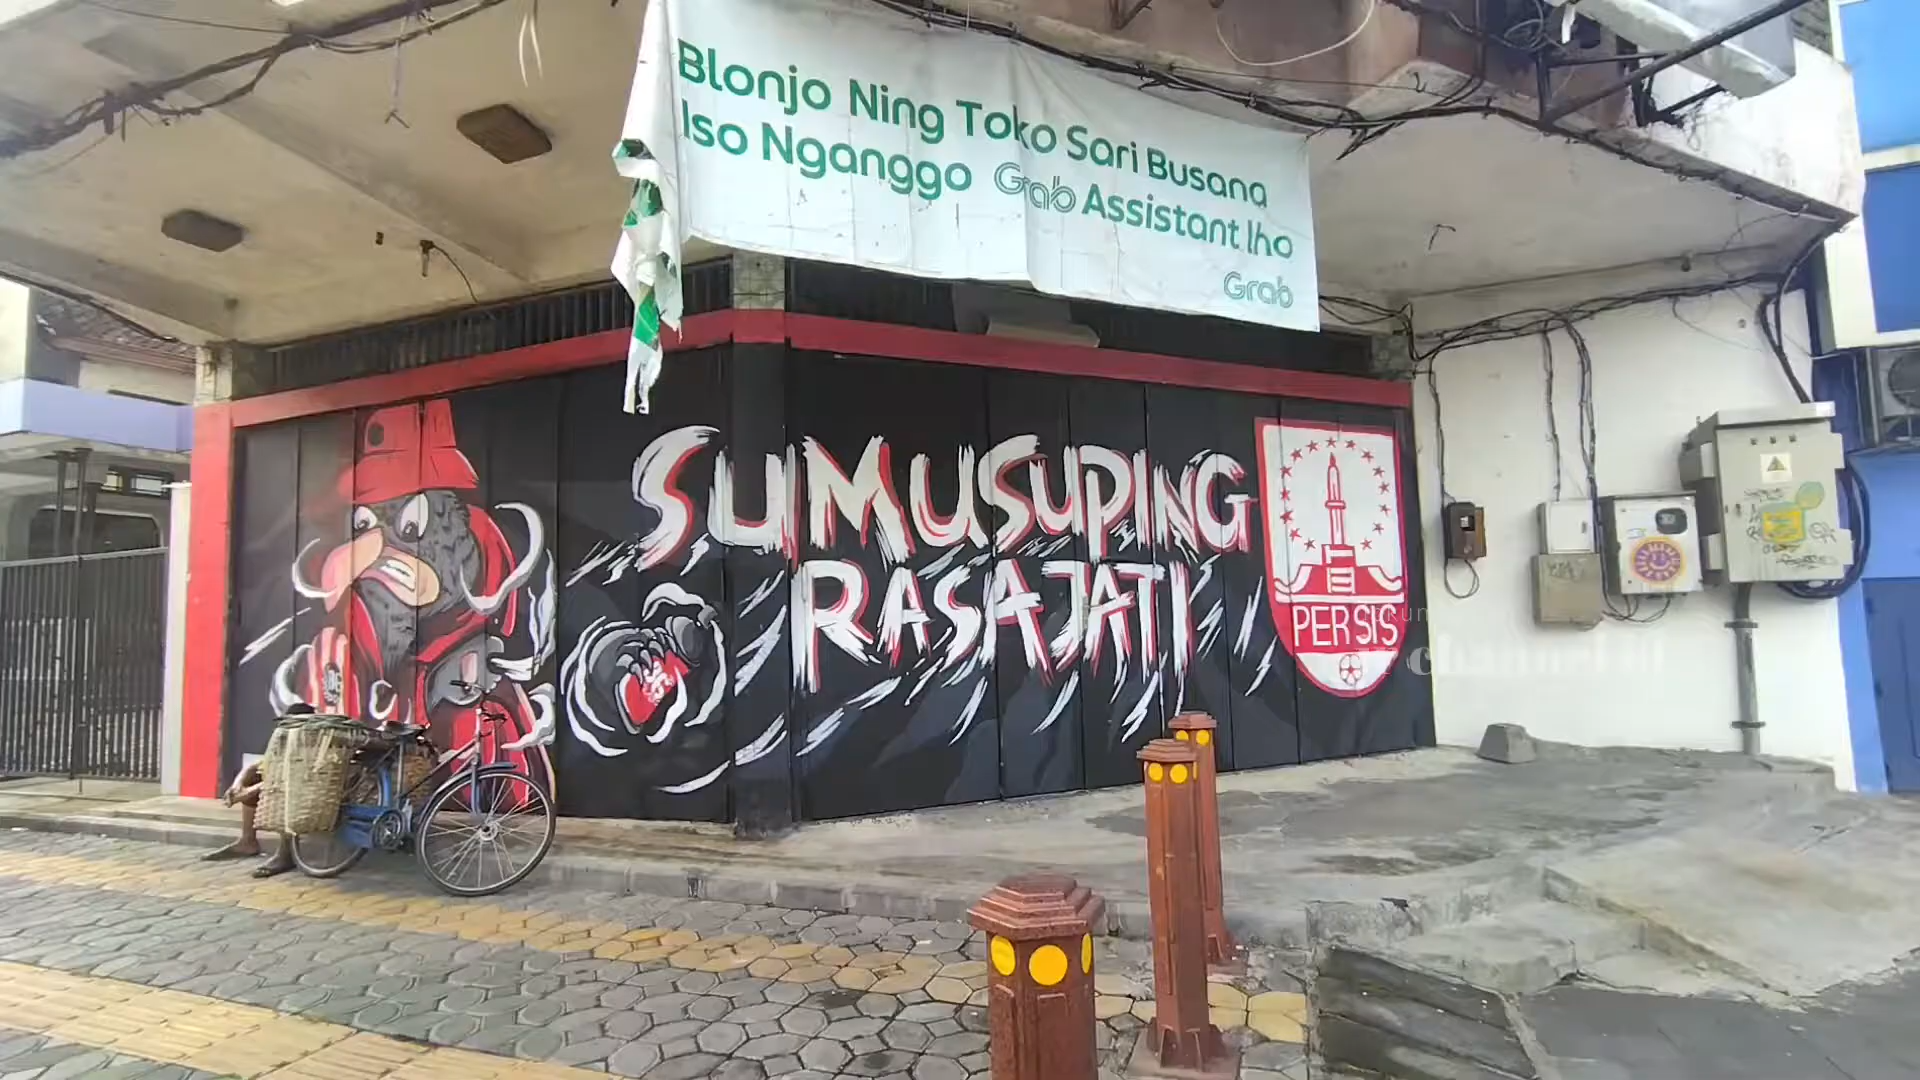 Blonjo Ning Toko Sari Busana
Iso Nganggo Grab Assistant lho
Grab
SUMUSUPING
RASA JATI
PERSIS